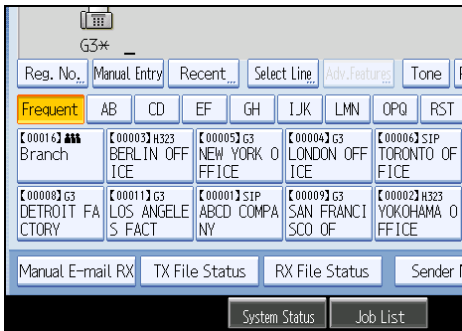 G3* _
Reg. No. Manual Entry Recent Select Line Adv.Features Tone
Frequent AB CD EF GH IJK LMN OPQ RST
【00016】 【00003】H323 【00005】G3 【00004】G3 【00006】SIP
Branch BERLIN OFF NEW YORK O LONDON OFF TORONTO OF
ICE FFICE ICE FICE
【00008】G3 【00011】G3 【00001】SIP 【00009】G3 【00002】H323
DETROIT FA LOS ANGELE ABCD COMPA SAN FRANCI YOKOHAMA O
CTORY S FACT NY SCO OF FFICE
Manual E-mail RX TX File Status RX File Status Sender
System Status Job List